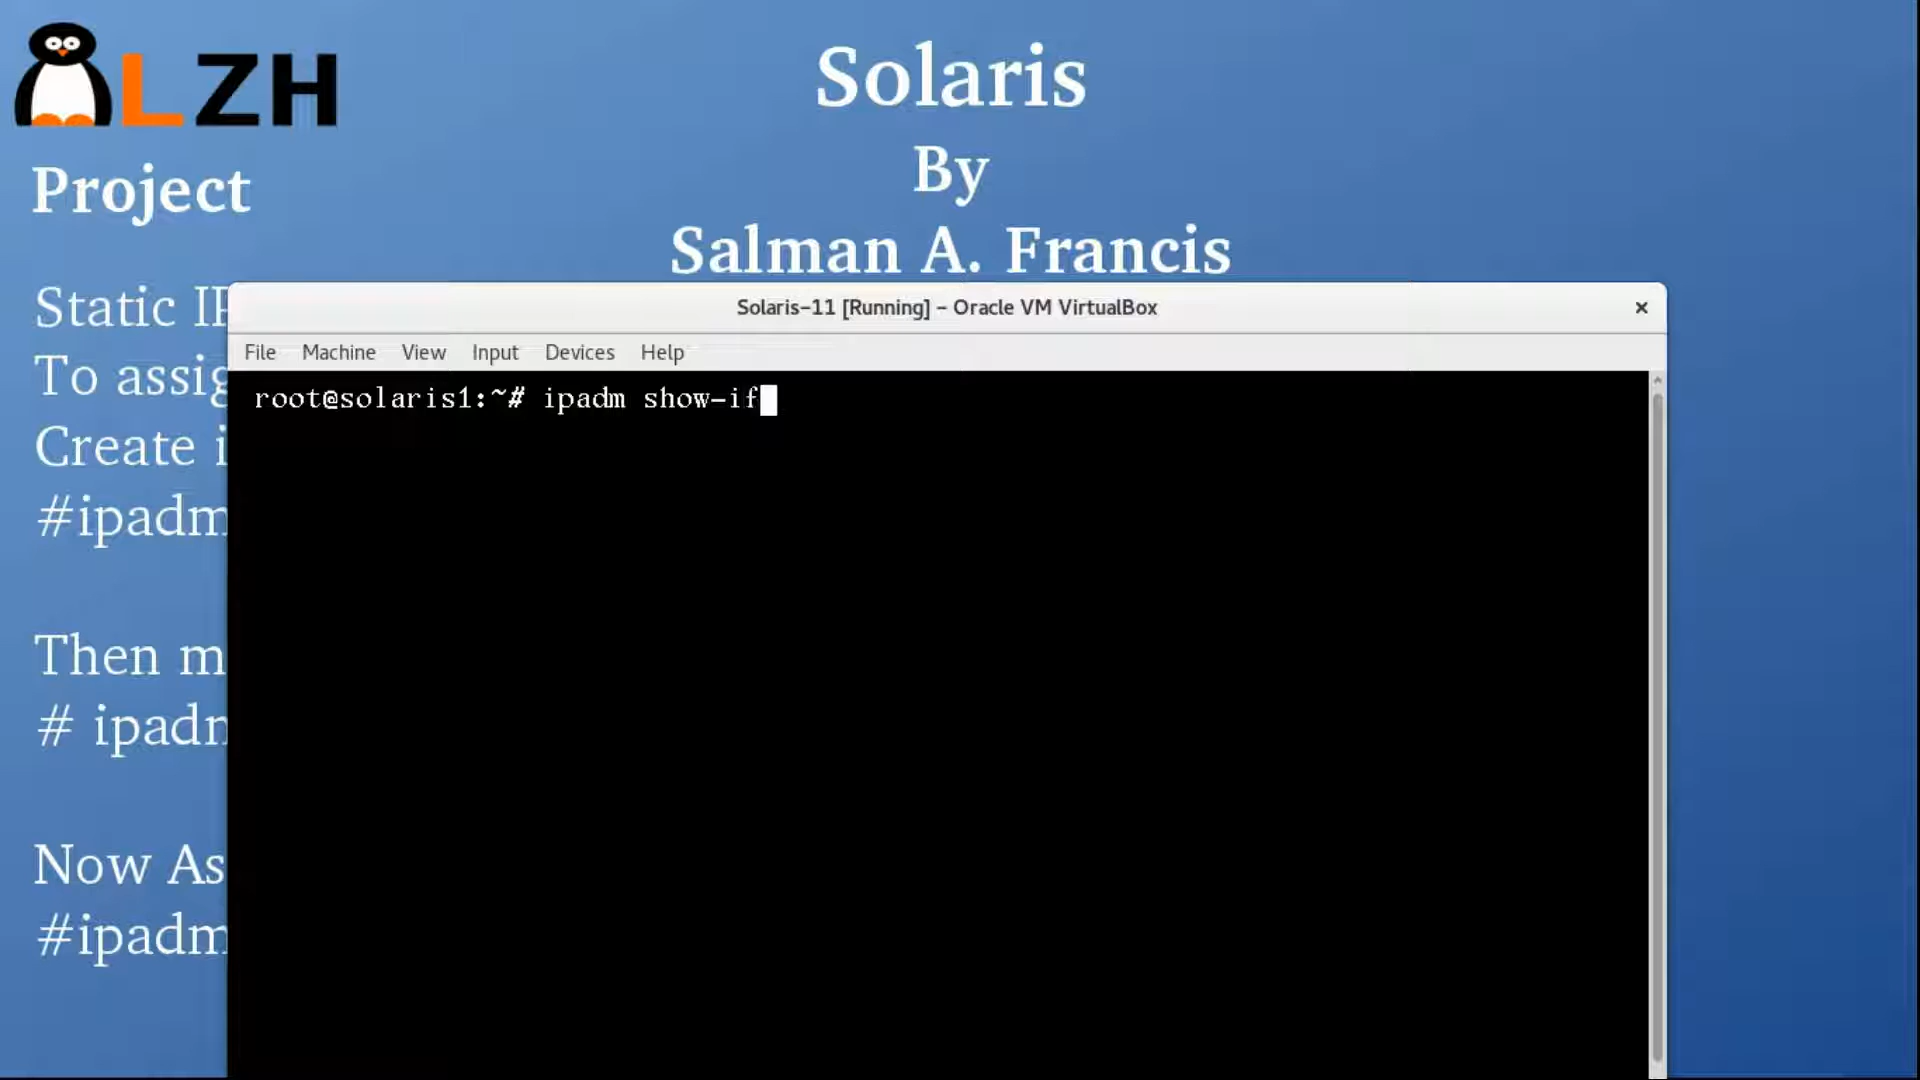 LZH
Solaris
By
Salman A. Francis
Project
Static IP
To assig
Create i
#ipadm
Then m
# ipadm
Now As
#ipadm
Solaris-11 [Running] - Oracle VM VirtualBox
File Machine View Input Devices Help
root@solaris1:~# ipadm show-if